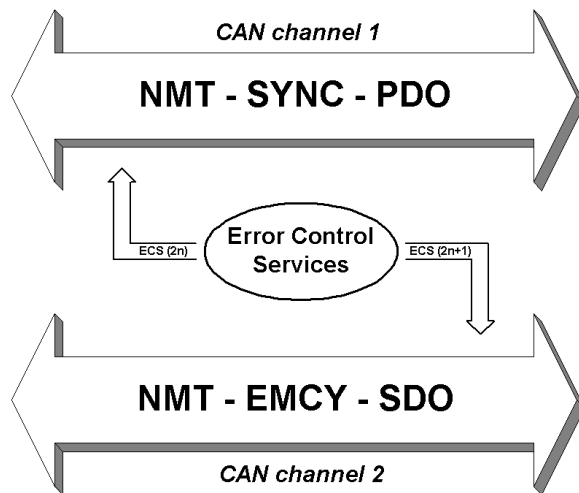 CAN channel 1
NMT - SYNC - PDO
Error Control
Services
ECS (2n)
ECS (2n+1)
NMT - EMCY - SDO
CAN channel 2